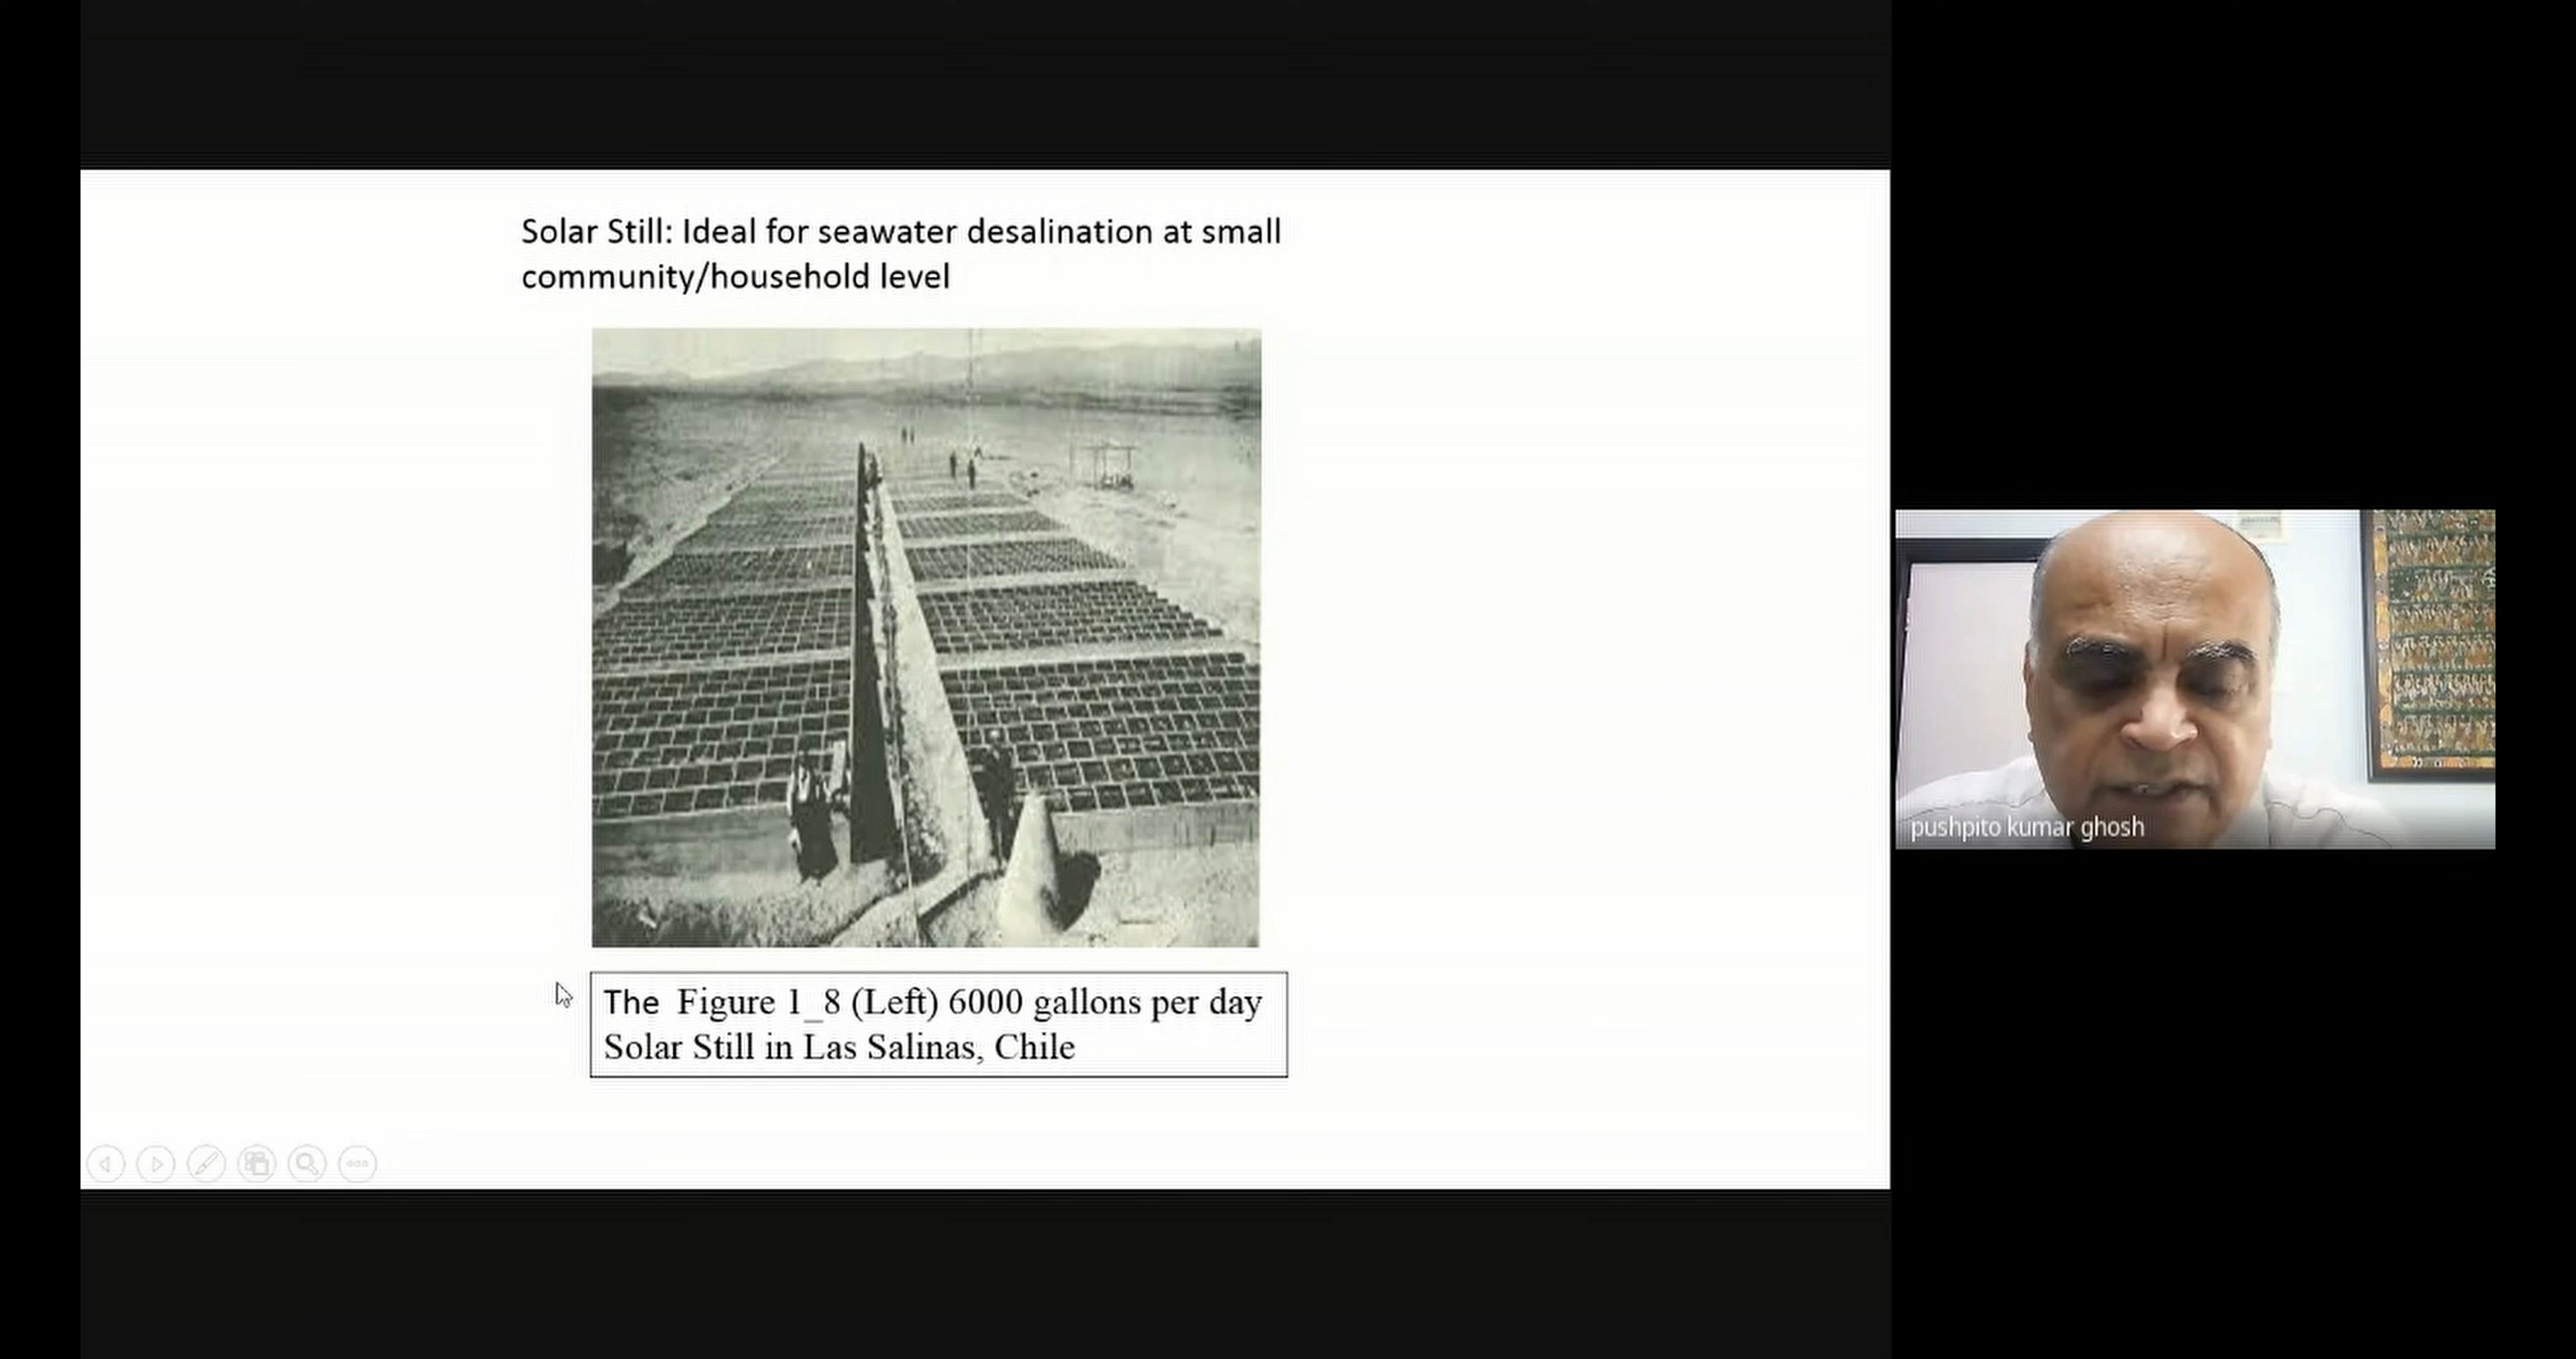 Solar Still: Ideal for seawater desalination at small
community/household level
The  Figure 1_8 (Left) 6000 gallons per day
Solar Still in Las Salinas, Chile
pushpito kumar ghosh